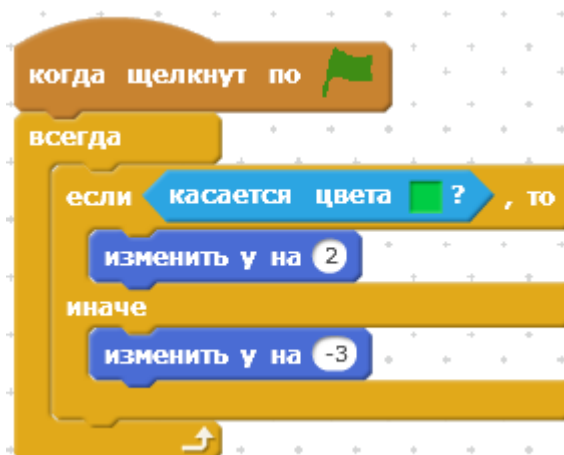 когда щелкнут по
всегда
если касается цвета ? , то
изменить y на 2
иначе
изменить y на -3